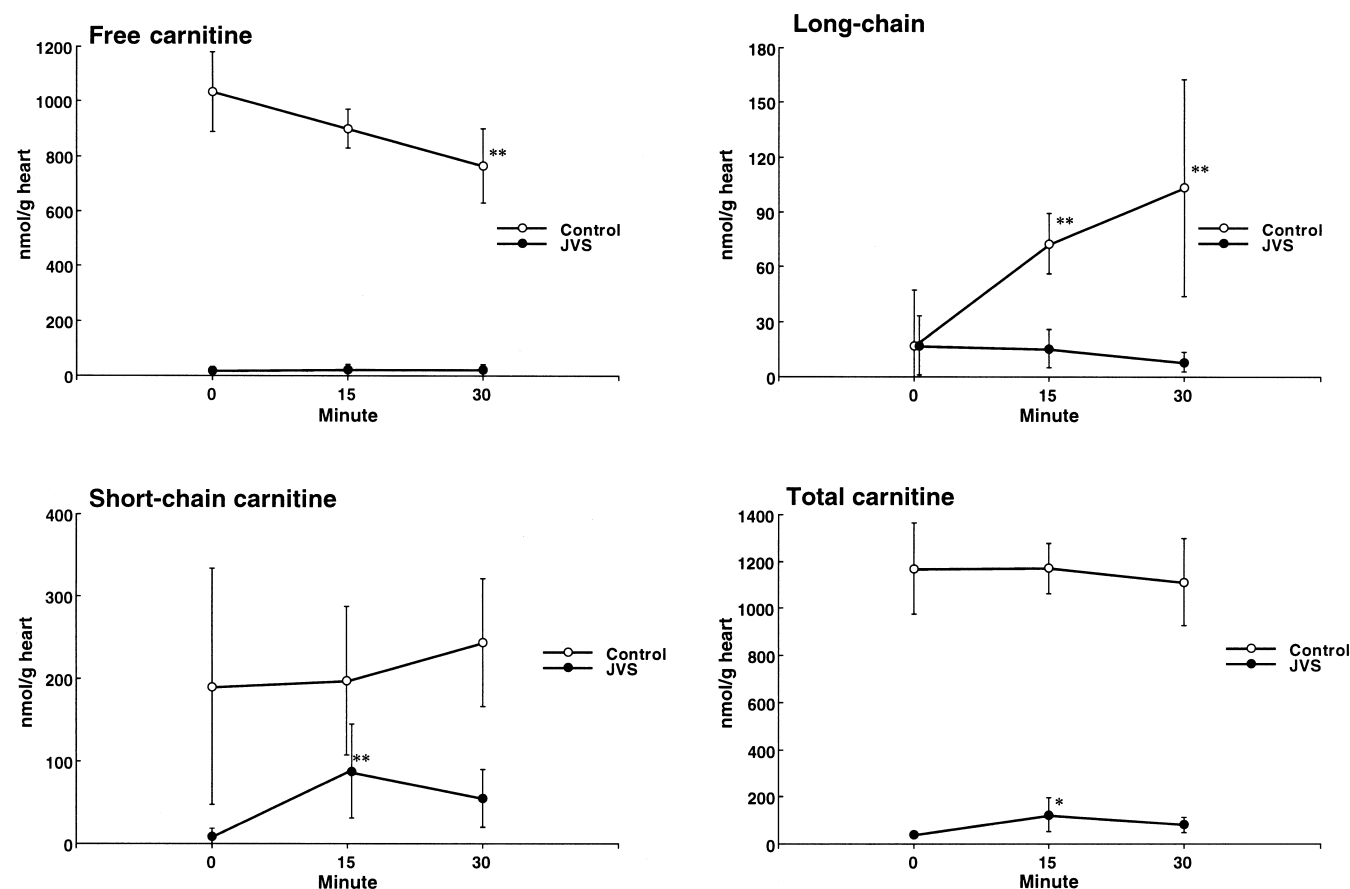 Free carnitine
1200
1000
800
600
400
200
0
nmol/g heart
**
Control
JVS
0 15 30
Minute
Long-chain
180
150
120
90
60
30
0
nmol/g heart
**
**
Control
JVS
0 15 30
Minute
Short-chain carnitine
400
300
200
100
0
nmol/g heart
**
Control
JVS
0 15 30
Minute
Total carnitine
1400
1200
1000
800
600
400
200
0
nmol/g heart
*
Control
JVS
0 15 30
Minute